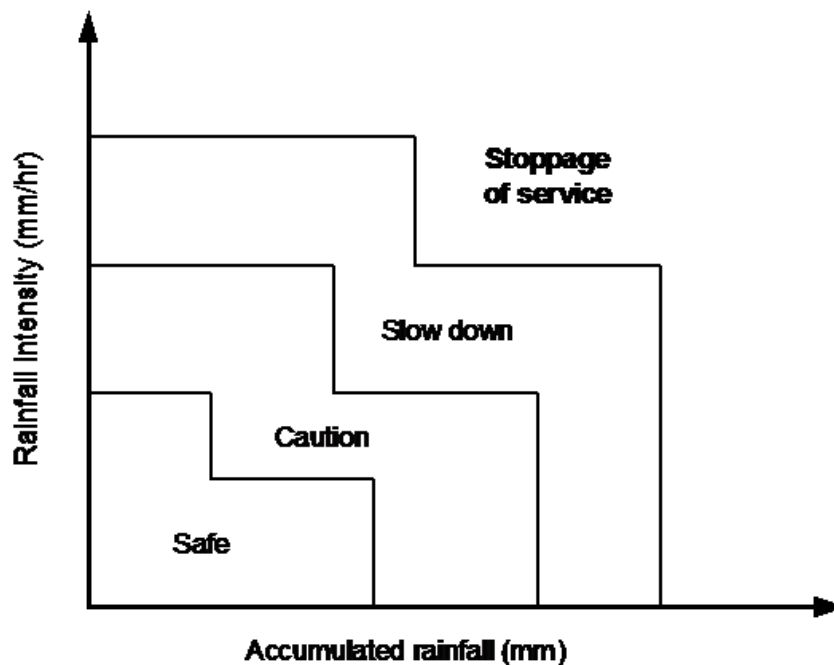 Stoppage
of service
Rainfall Intensity (mm/hr)
Slow down
Caution
Safe
Accumulated rainfall (mm)